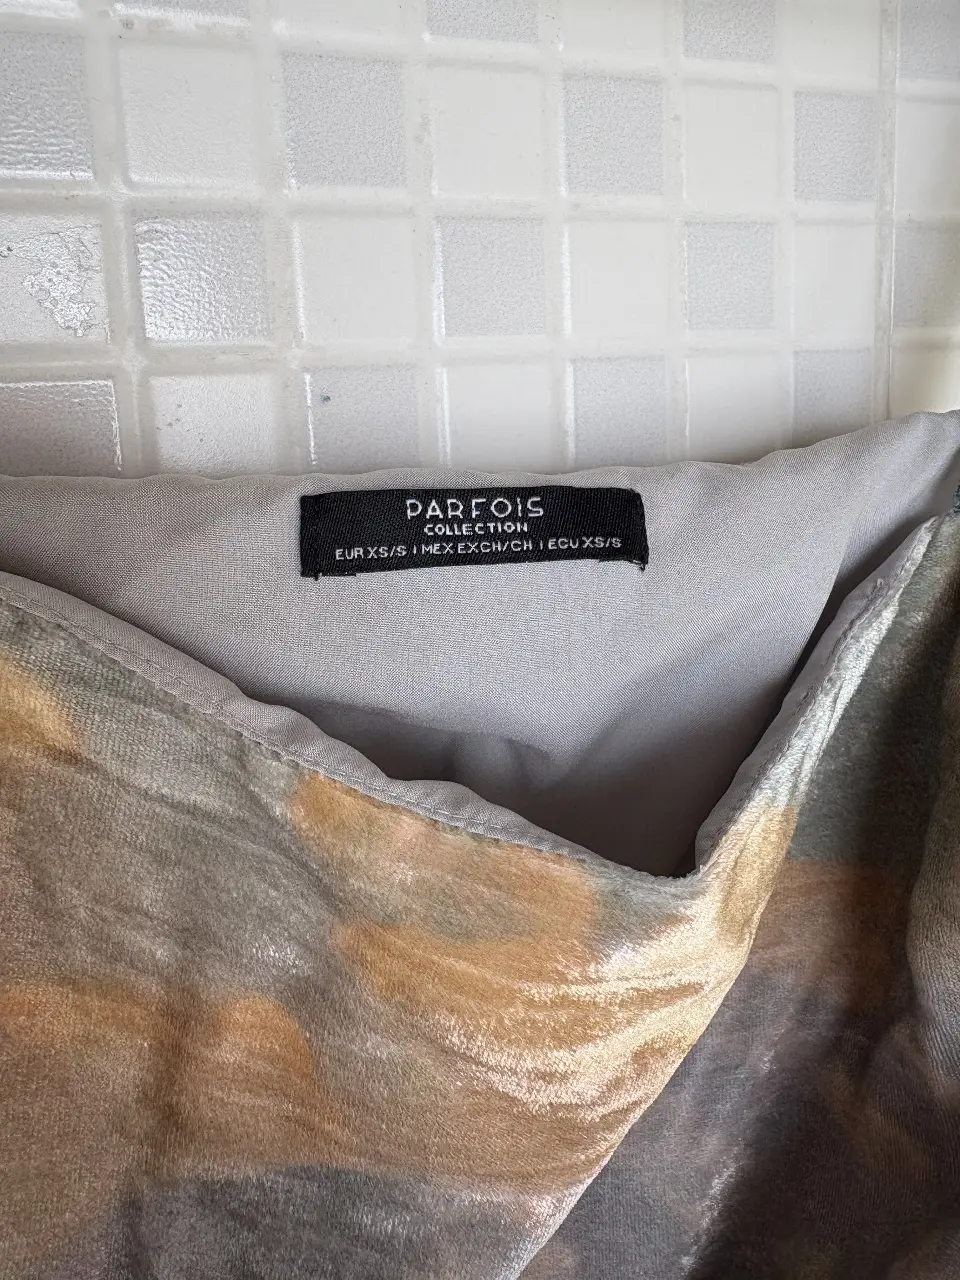 PARFOIS
COLLECTION
EUR XS/S | MEX EXCH/CH | ECU XS/S